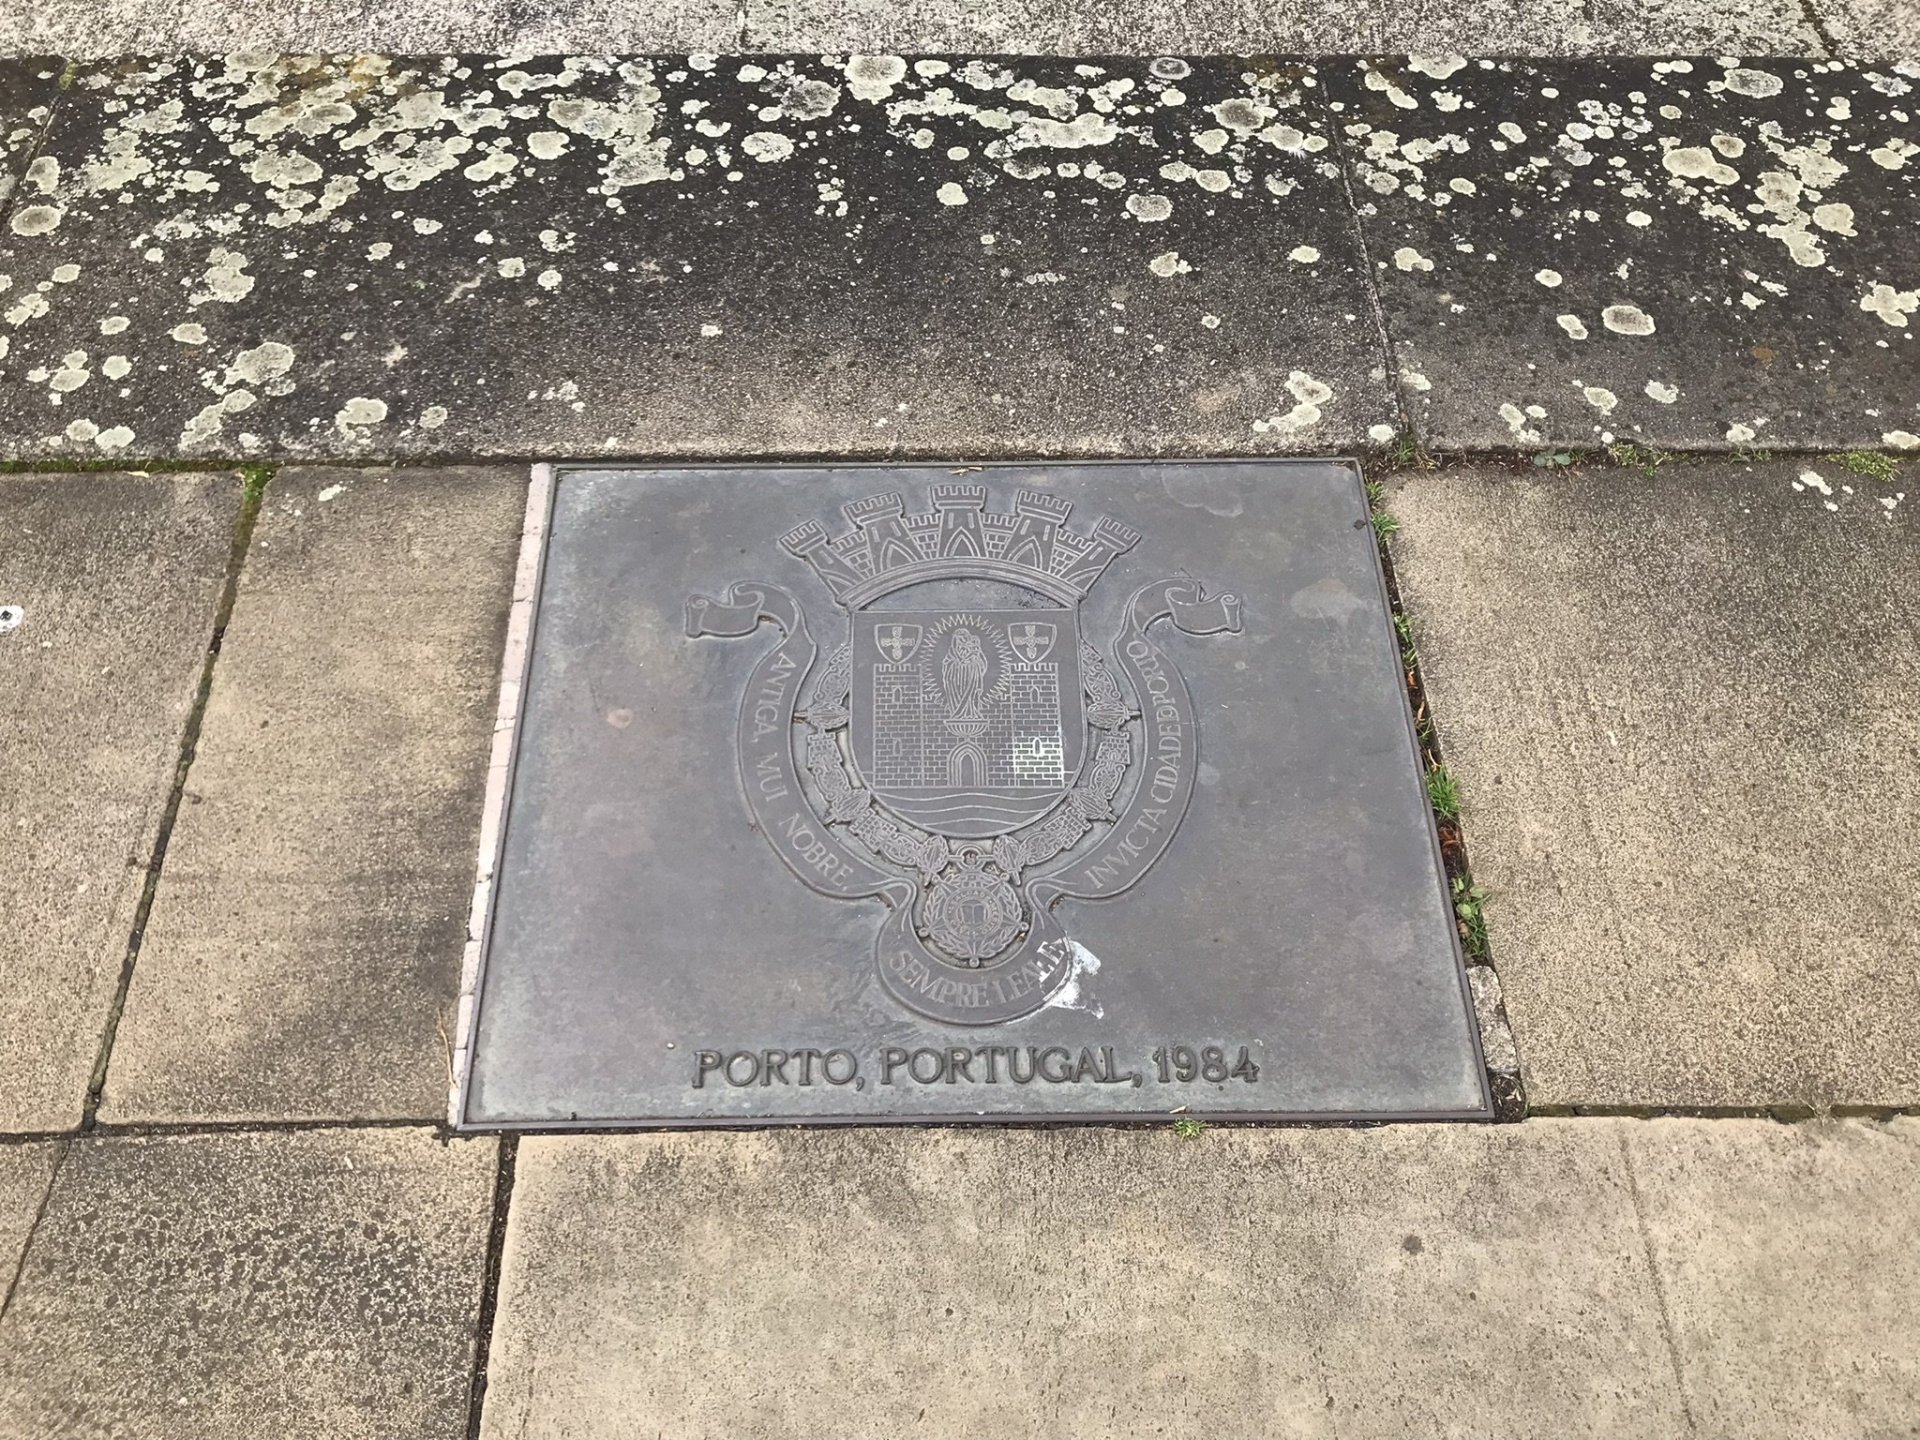 ANTIGA, MUI NOBRE,
SEMPRE LEAL E
INVICTA CIDADE DO PORTO
PORTO, PORTUGAL, 1984